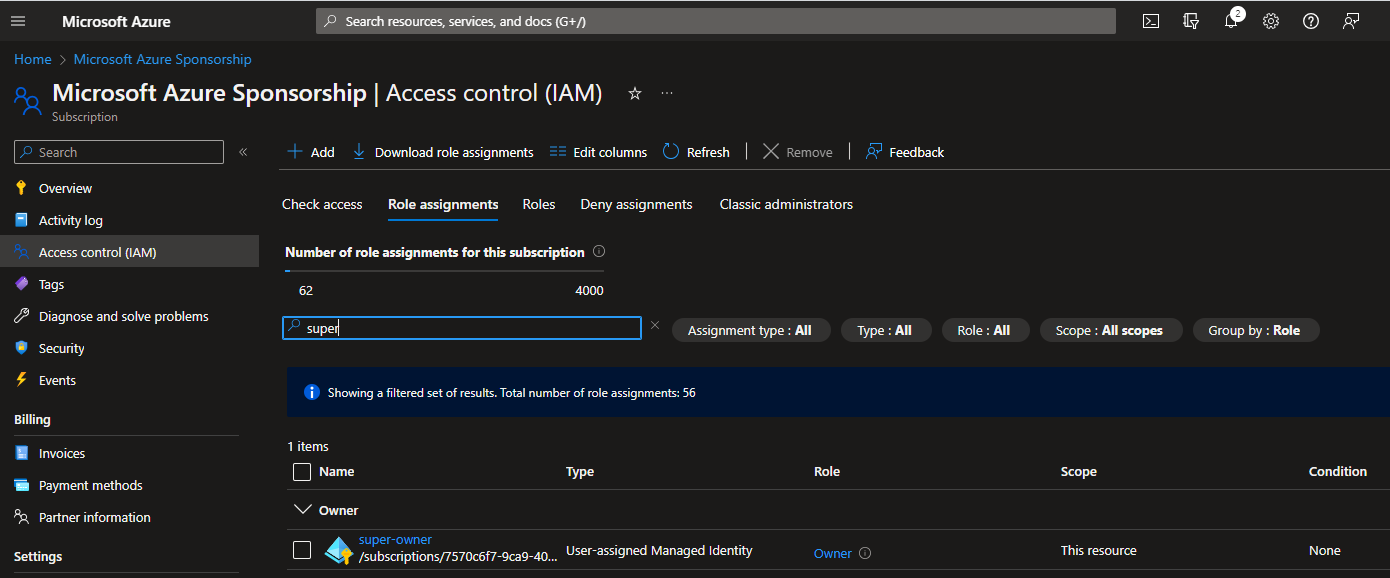 Microsoft Azure
Search resources, services, and docs (G+/)
2
Home > Microsoft Azure Sponsorship
Microsoft Azure Sponsorship | Access control (IAM)
Subscription
Search
Add Download role assignments Edit columns Refresh Remove Feedback
Overview
Activity log
Access control (IAM)
Tags
Diagnose and solve problems
Security
Events
Billing
Invoices
Payment methods
Partner information
Settings
Check access Role assignments Roles Deny assignments Classic administrators
Number of role assignments for this subscription
62 4000
super
Assignment type : All Type : All Role : All Scope : All scopes Group by : Role
Showing a filtered set of results. Total number of role assignments: 56
1 items
Name Type Role Scope Condition
Owner
super-owner
/subscriptions/7570c6f7-9ca9-40...
User-assigned Managed Identity Owner This resource None